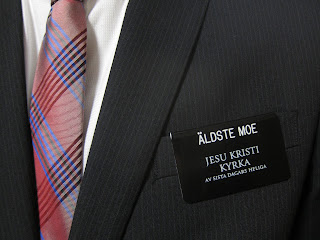 ÄLDSTE MOE
JESU KRISTI
KYRKA
AV SISTA DAGARS HELIGA